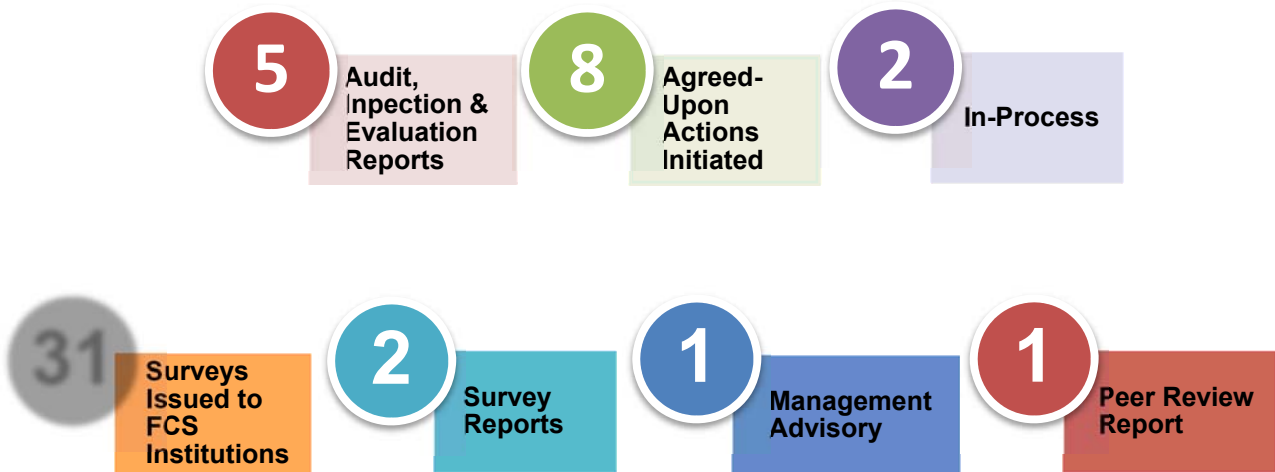 5
Audit,
Inpection &
Evaluation
Reports
8
Agreed-
Upon
Actions
Initiated
2
In-Process
31
Surveys
Issued to
FCS
Institutions
2
Survey
Reports
1
Management
Advisory
1
Peer Review
Report